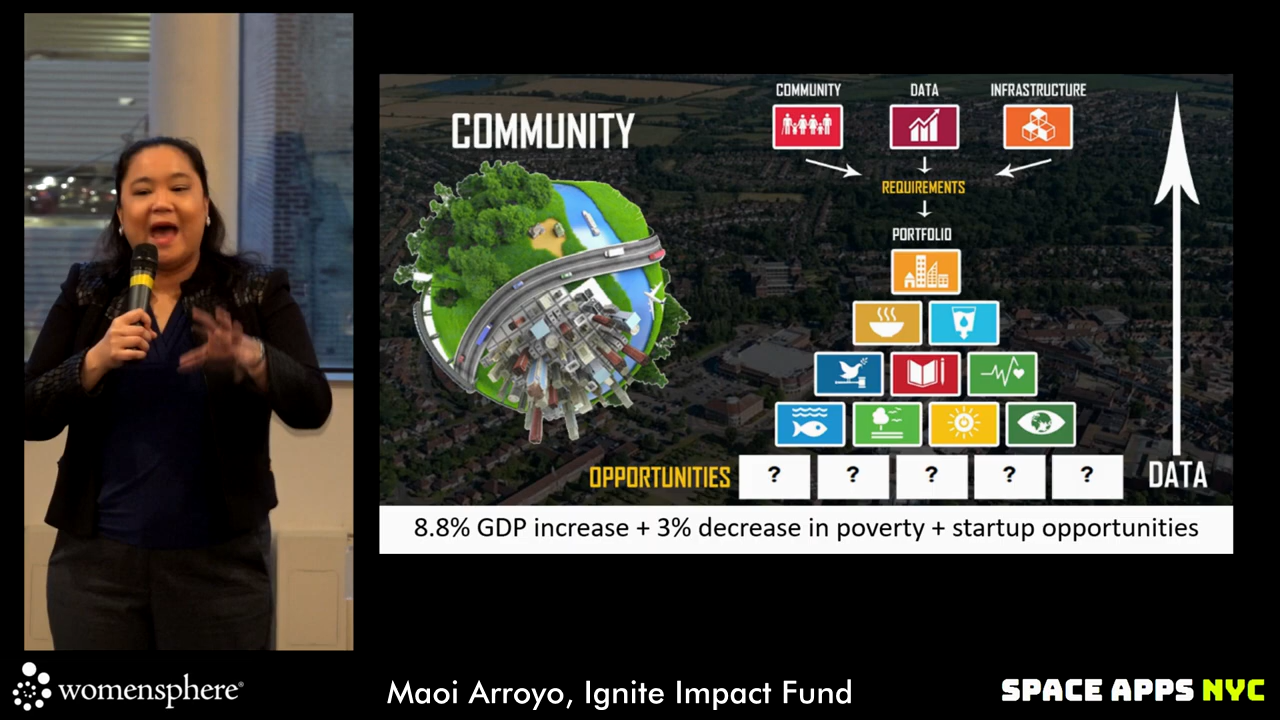 COMMUNITY
COMMUNITY DATA INFRASTRUCTURE
REQUIREMENTS
PORTFOLIO
OPPORTUNITIES ? ? ? ? ? DATA
8.8% GDP increase + 3% decrease in poverty + startup opportunities
womensphere®
Maoi Arroyo, Ignite Impact Fund
SPACE APPS NYC